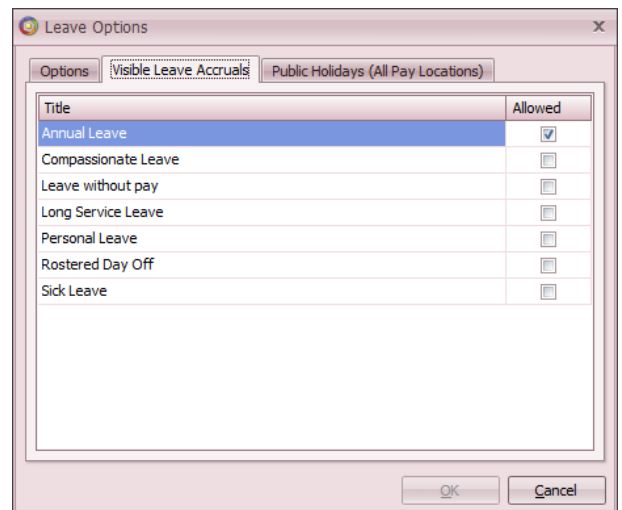 Leave Options
Options Visible Leave Accruals Public Holidays (All Pay Locations)
Title Allowed
Annual Leave
Compassionate Leave
Leave without pay
Long Service Leave
Personal Leave
Rostered Day Off
Sick Leave
OK Cancel